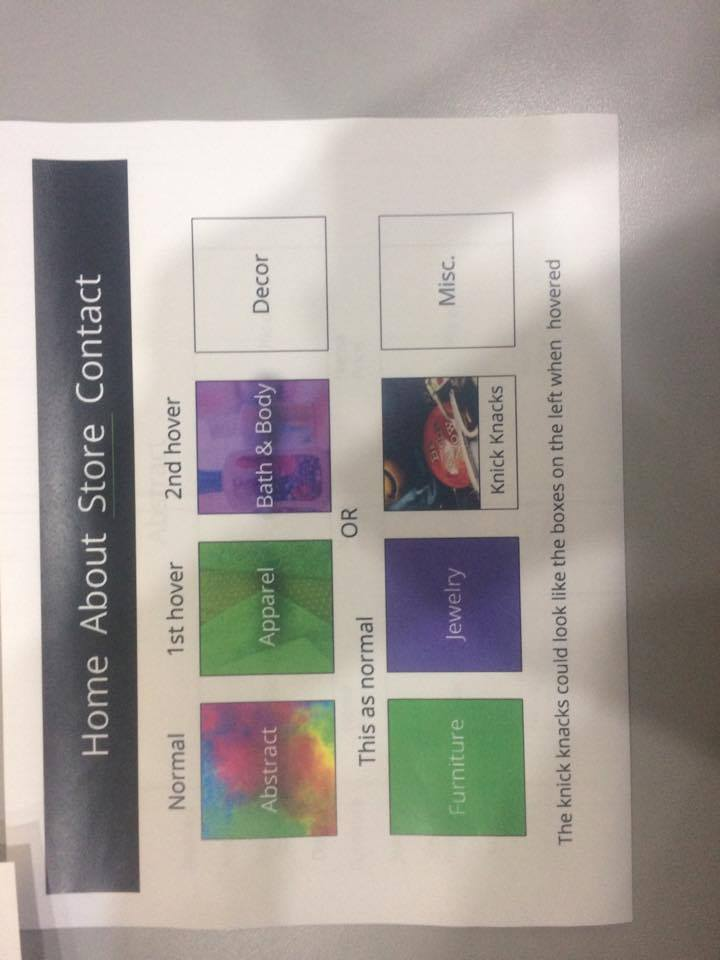 Home About Store Contact
Normal 1st hover 2nd hover
Abstract Apparel Bath & Body Decor
This as normal OR
Furniture Jewelry Knick Knacks Misc.
The knick knacks could look like the boxes on the left when hovered